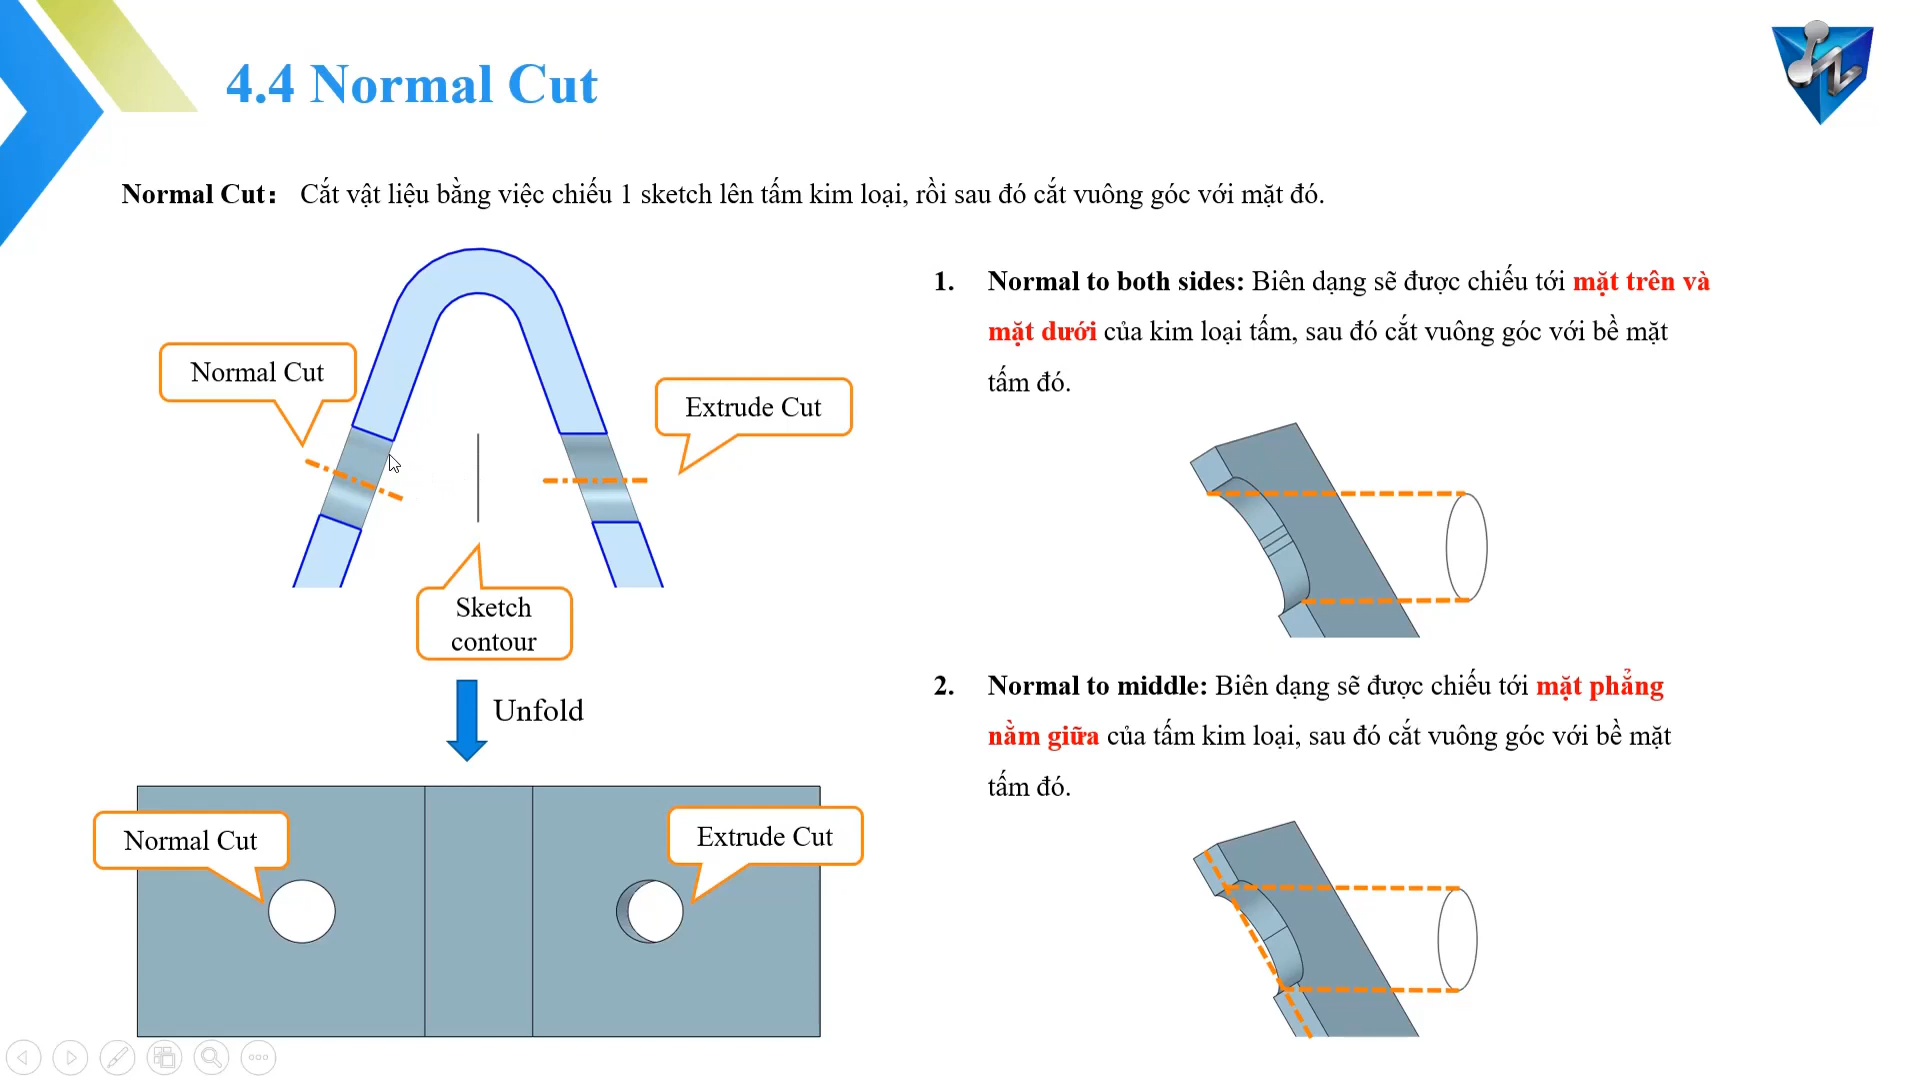 4.4 Normal Cut
Normal Cut： Cắt vật liệu bằng việc chiếu 1 sketch lên tấm kim loại, rồi sau đó cắt vuông góc với mặt đó.
Normal Cut
Extrude Cut
Sketch
contour
Unfold
Normal Cut
Extrude Cut
1. Normal to both sides: Biên dạng sẽ được chiếu tới mặt trên và
mặt dưới của kim loại tấm, sau đó cắt vuông góc với bề mặt
tấm đó.
2. Normal to middle: Biên dạng sẽ được chiếu tới mặt phẳng
nằm giữa của tấm kim loại, sau đó cắt vuông góc với bề mặt
tấm đó.